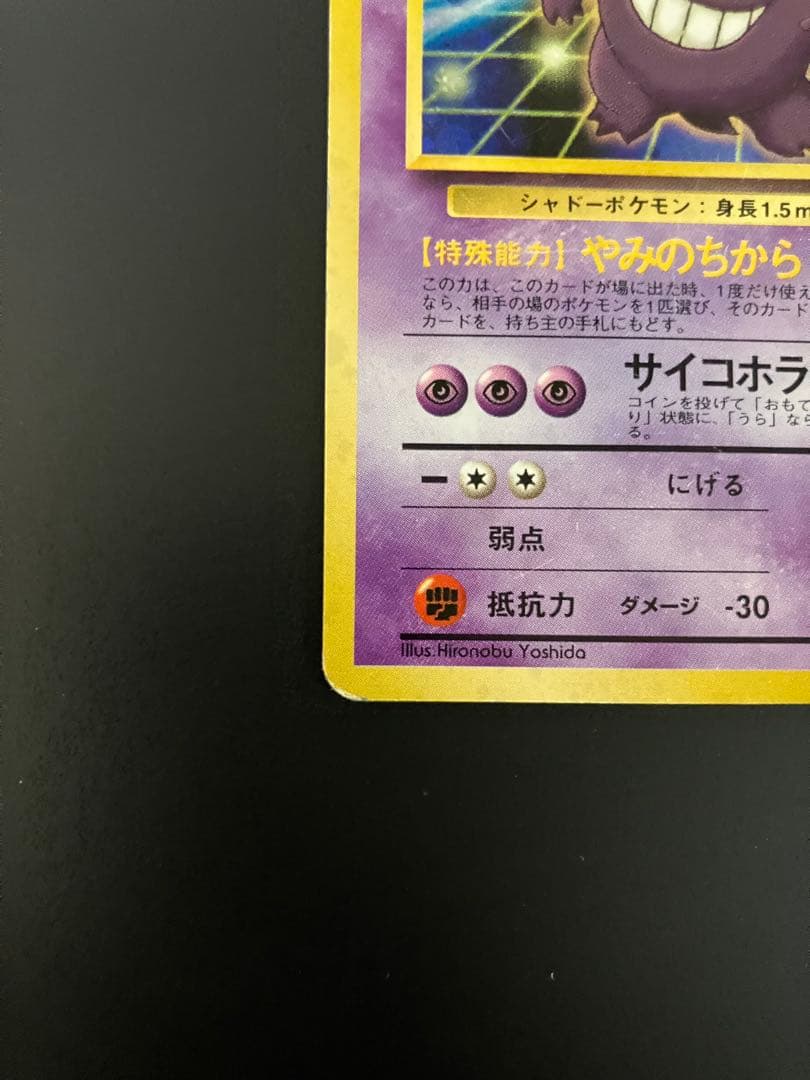 シャドーポケモン：身長1.5m
【特殊能力】やみのちから
この力は、このカードが場に出た時、1度だけ使え
なら、相手の場のポケモンを1匹選び、そのカード
カードを、持ち主の手札にもどす。
サイコホラ
コインを投げて「おもて
り」状態に、「うら」なら
る。
にげる
弱点
抵抗力 ダメージ -30
Illus.Hironobu Yoshida